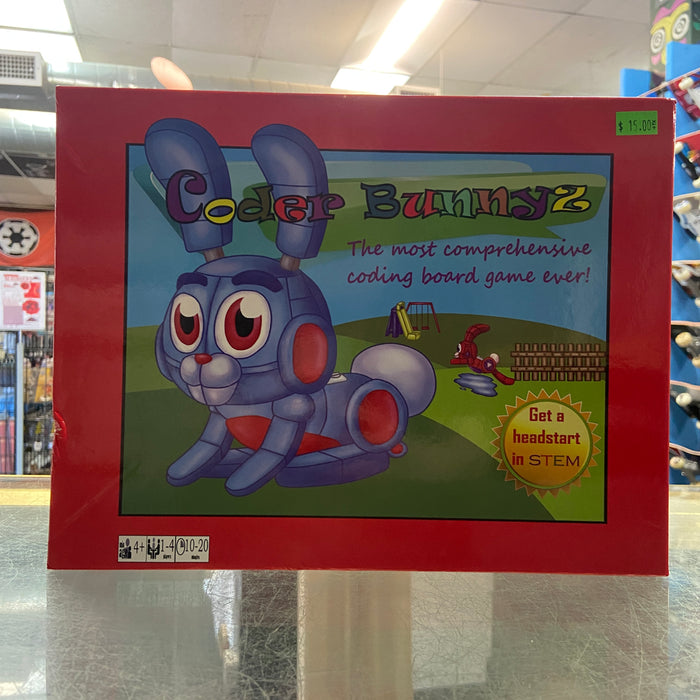 $ 15.00
Coder Bunnyz
The most comprehensive
coding board game ever!
Get a
headstart
in STEM
4+ 1-4 10-20